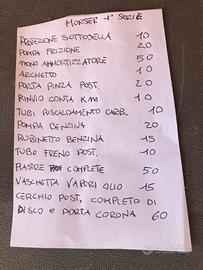 MONSTER 1° SERIE
PROTEZIONE SOTTOSELLA 10
POMPA FRIZIONE 20
MONO AMMORTIZZATORE 50
ARCHETTO 10
PORTA PINZA POST. 20
RINVIO CONTA KM 10
TUBI RISCALDAMENTO CARB. 10
POMPA BENZINA 20
RUBINETTO BENZINA 15
TUBO FRENO POST. 10
PIASTRE COMPLETE 50
VASCHETTA VAPORI OLIO 15
CERCHIO POST. COMPLETO DI
DISCO E PORTA CORONA 60
subito